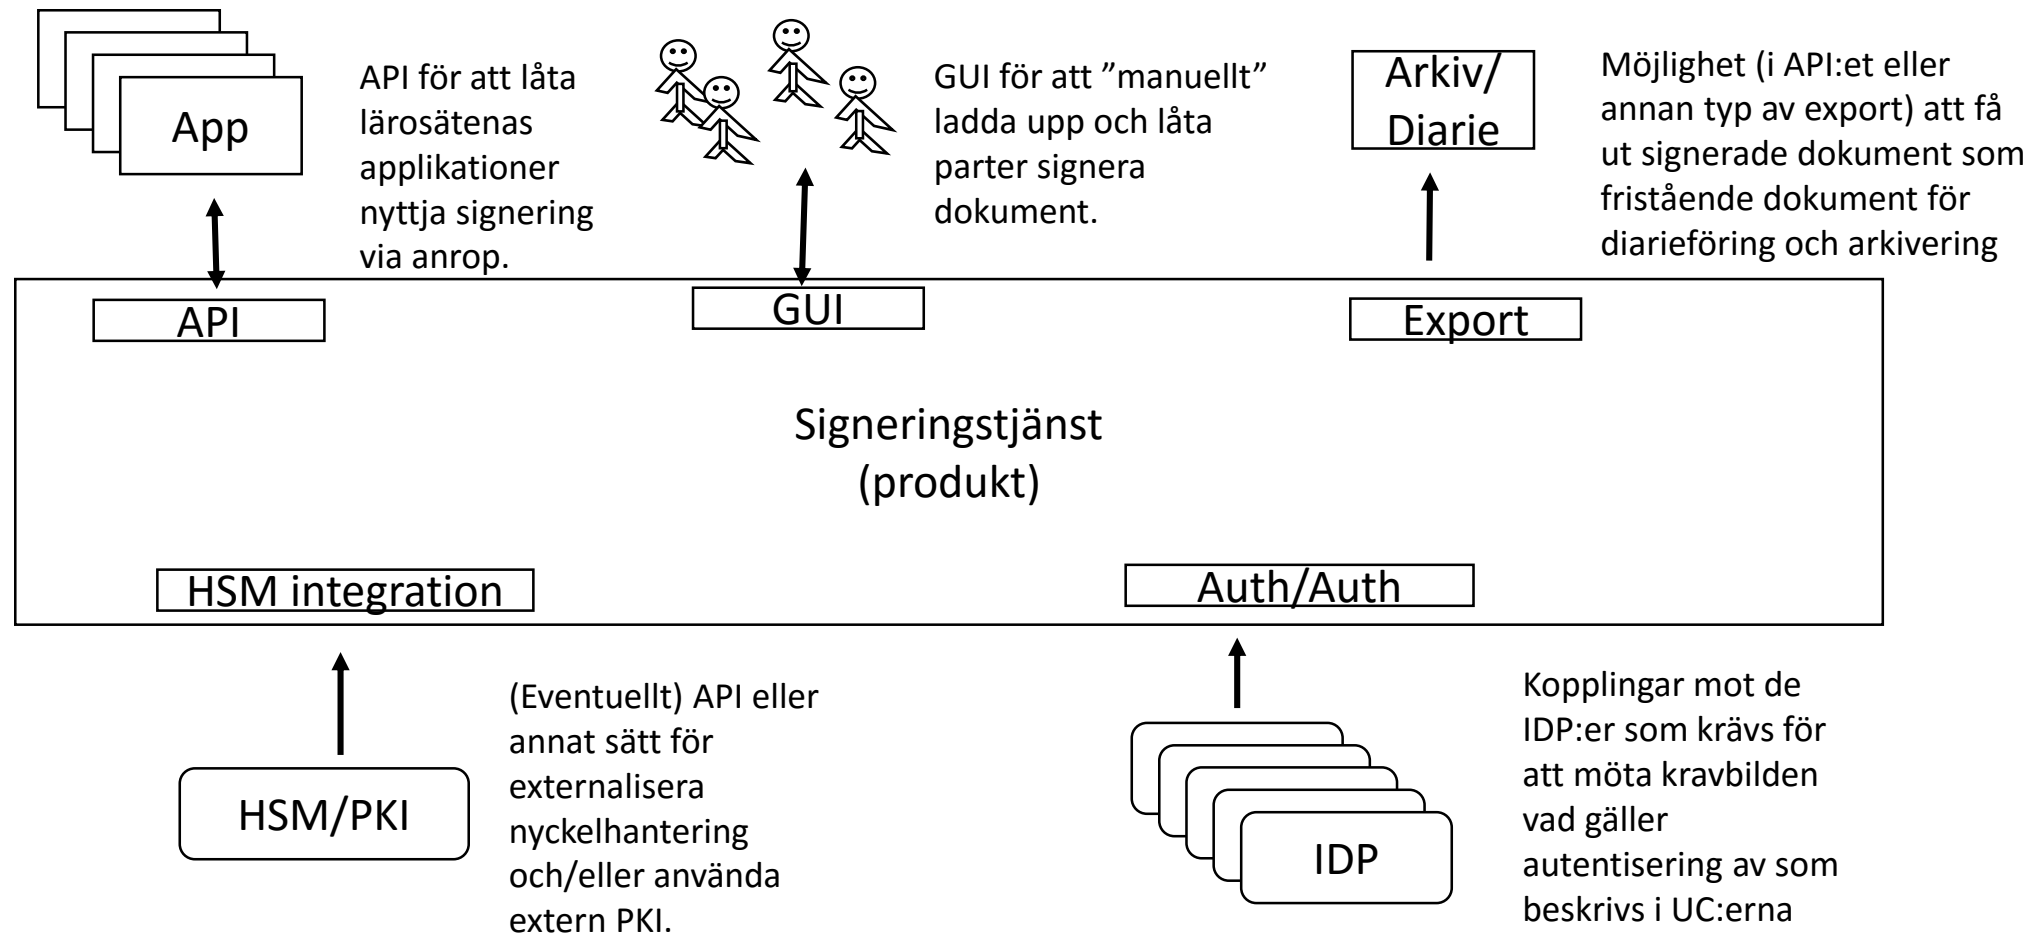 App
API för att låta
lärosätenas
applikationer
nyttja signering
via anrop.
GUI för att ”manuellt”
ladda upp och låta
parter signera
dokument.
Arkiv/
Diarie
Möjlighet (i API:et eller
annan typ av export) att få
ut signerade dokument som
fristående dokument för
diarieföring och arkivering
API
GUI
Export
Signeringstjänst
(produkt)
HSM integration
Auth/Auth
HSM/PKI
(Eventuellt) API eller
annat sätt för
externalisera
nyckelhantering
och/eller använda
extern PKI.
IDP
Kopplingar mot de
IDP:er som krävs för
att möta kravbilden
vad gäller
autentisering av som
beskrivs i UC:erna